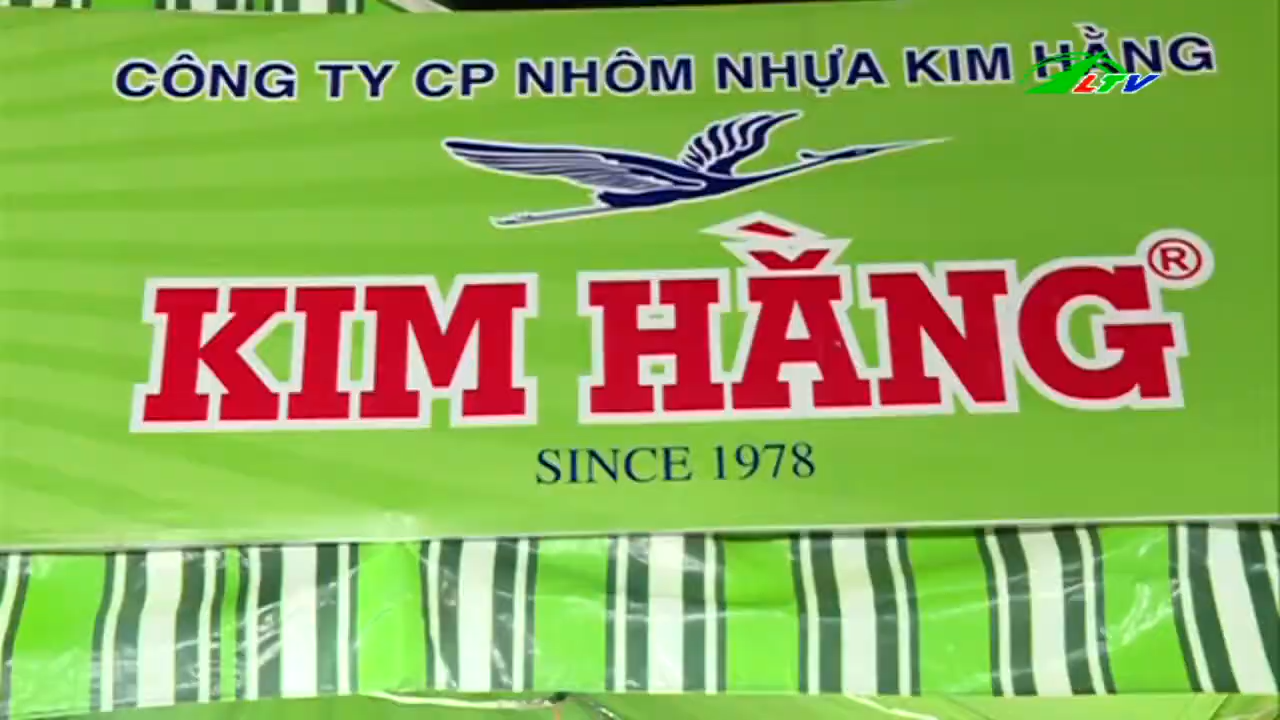 CÔNG TY CP NHÔM NHỰA KIM HẰNG
LTV
KIM HẰNG®
SINCE 1978